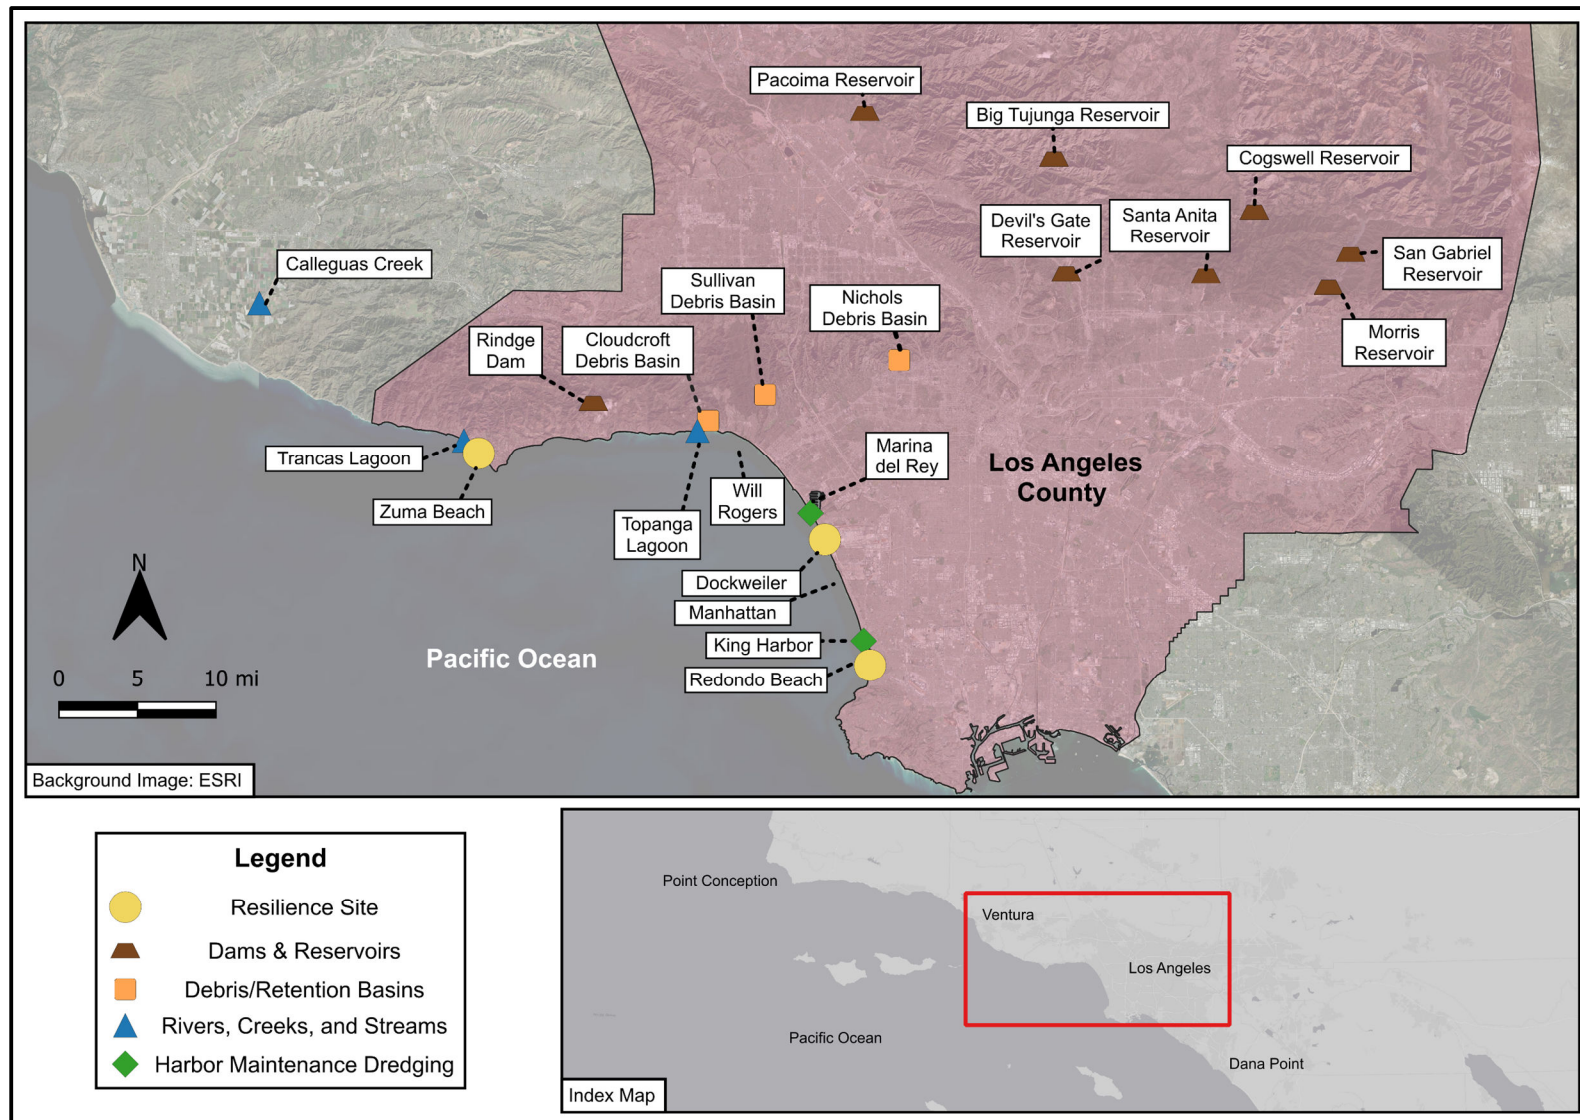 Pacoima Reservoir
Big Tujunga Reservoir
Cogswell Reservoir
Devil's Gate
Reservoir
Santa Anita
Reservoir
San Gabriel
Reservoir
Calleguas Creek
Sullivan
Debris Basin
Nichols
Debris Basin
Morris
Reservoir
Rindge
Dam
Cloudcroft
Debris Basin
Trancas Lagoon
Zuma Beach
Topanga
Lagoon
Will
Rogers
Marina
del Rey
Los Angeles
County
Dockweiler
Manhattan
King Harbor
Redondo Beach
Pacific Ocean
N
0 5 10 mi
Background Image: ESRI
Legend
Resilience Site
Dams & Reservoirs
Debris/Retention Basins
Rivers, Creeks, and Streams
Harbor Maintenance Dredging
Point Conception
Ventura
Los Angeles
Pacific Ocean
Dana Point
Index Map